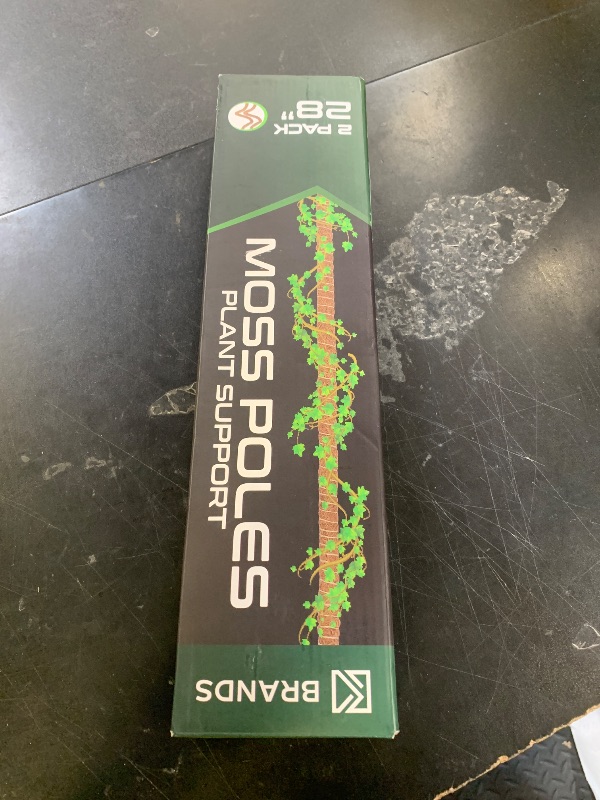 2 PACK
28"
MOSS POLES
PLANT SUPPORT
BRANDS